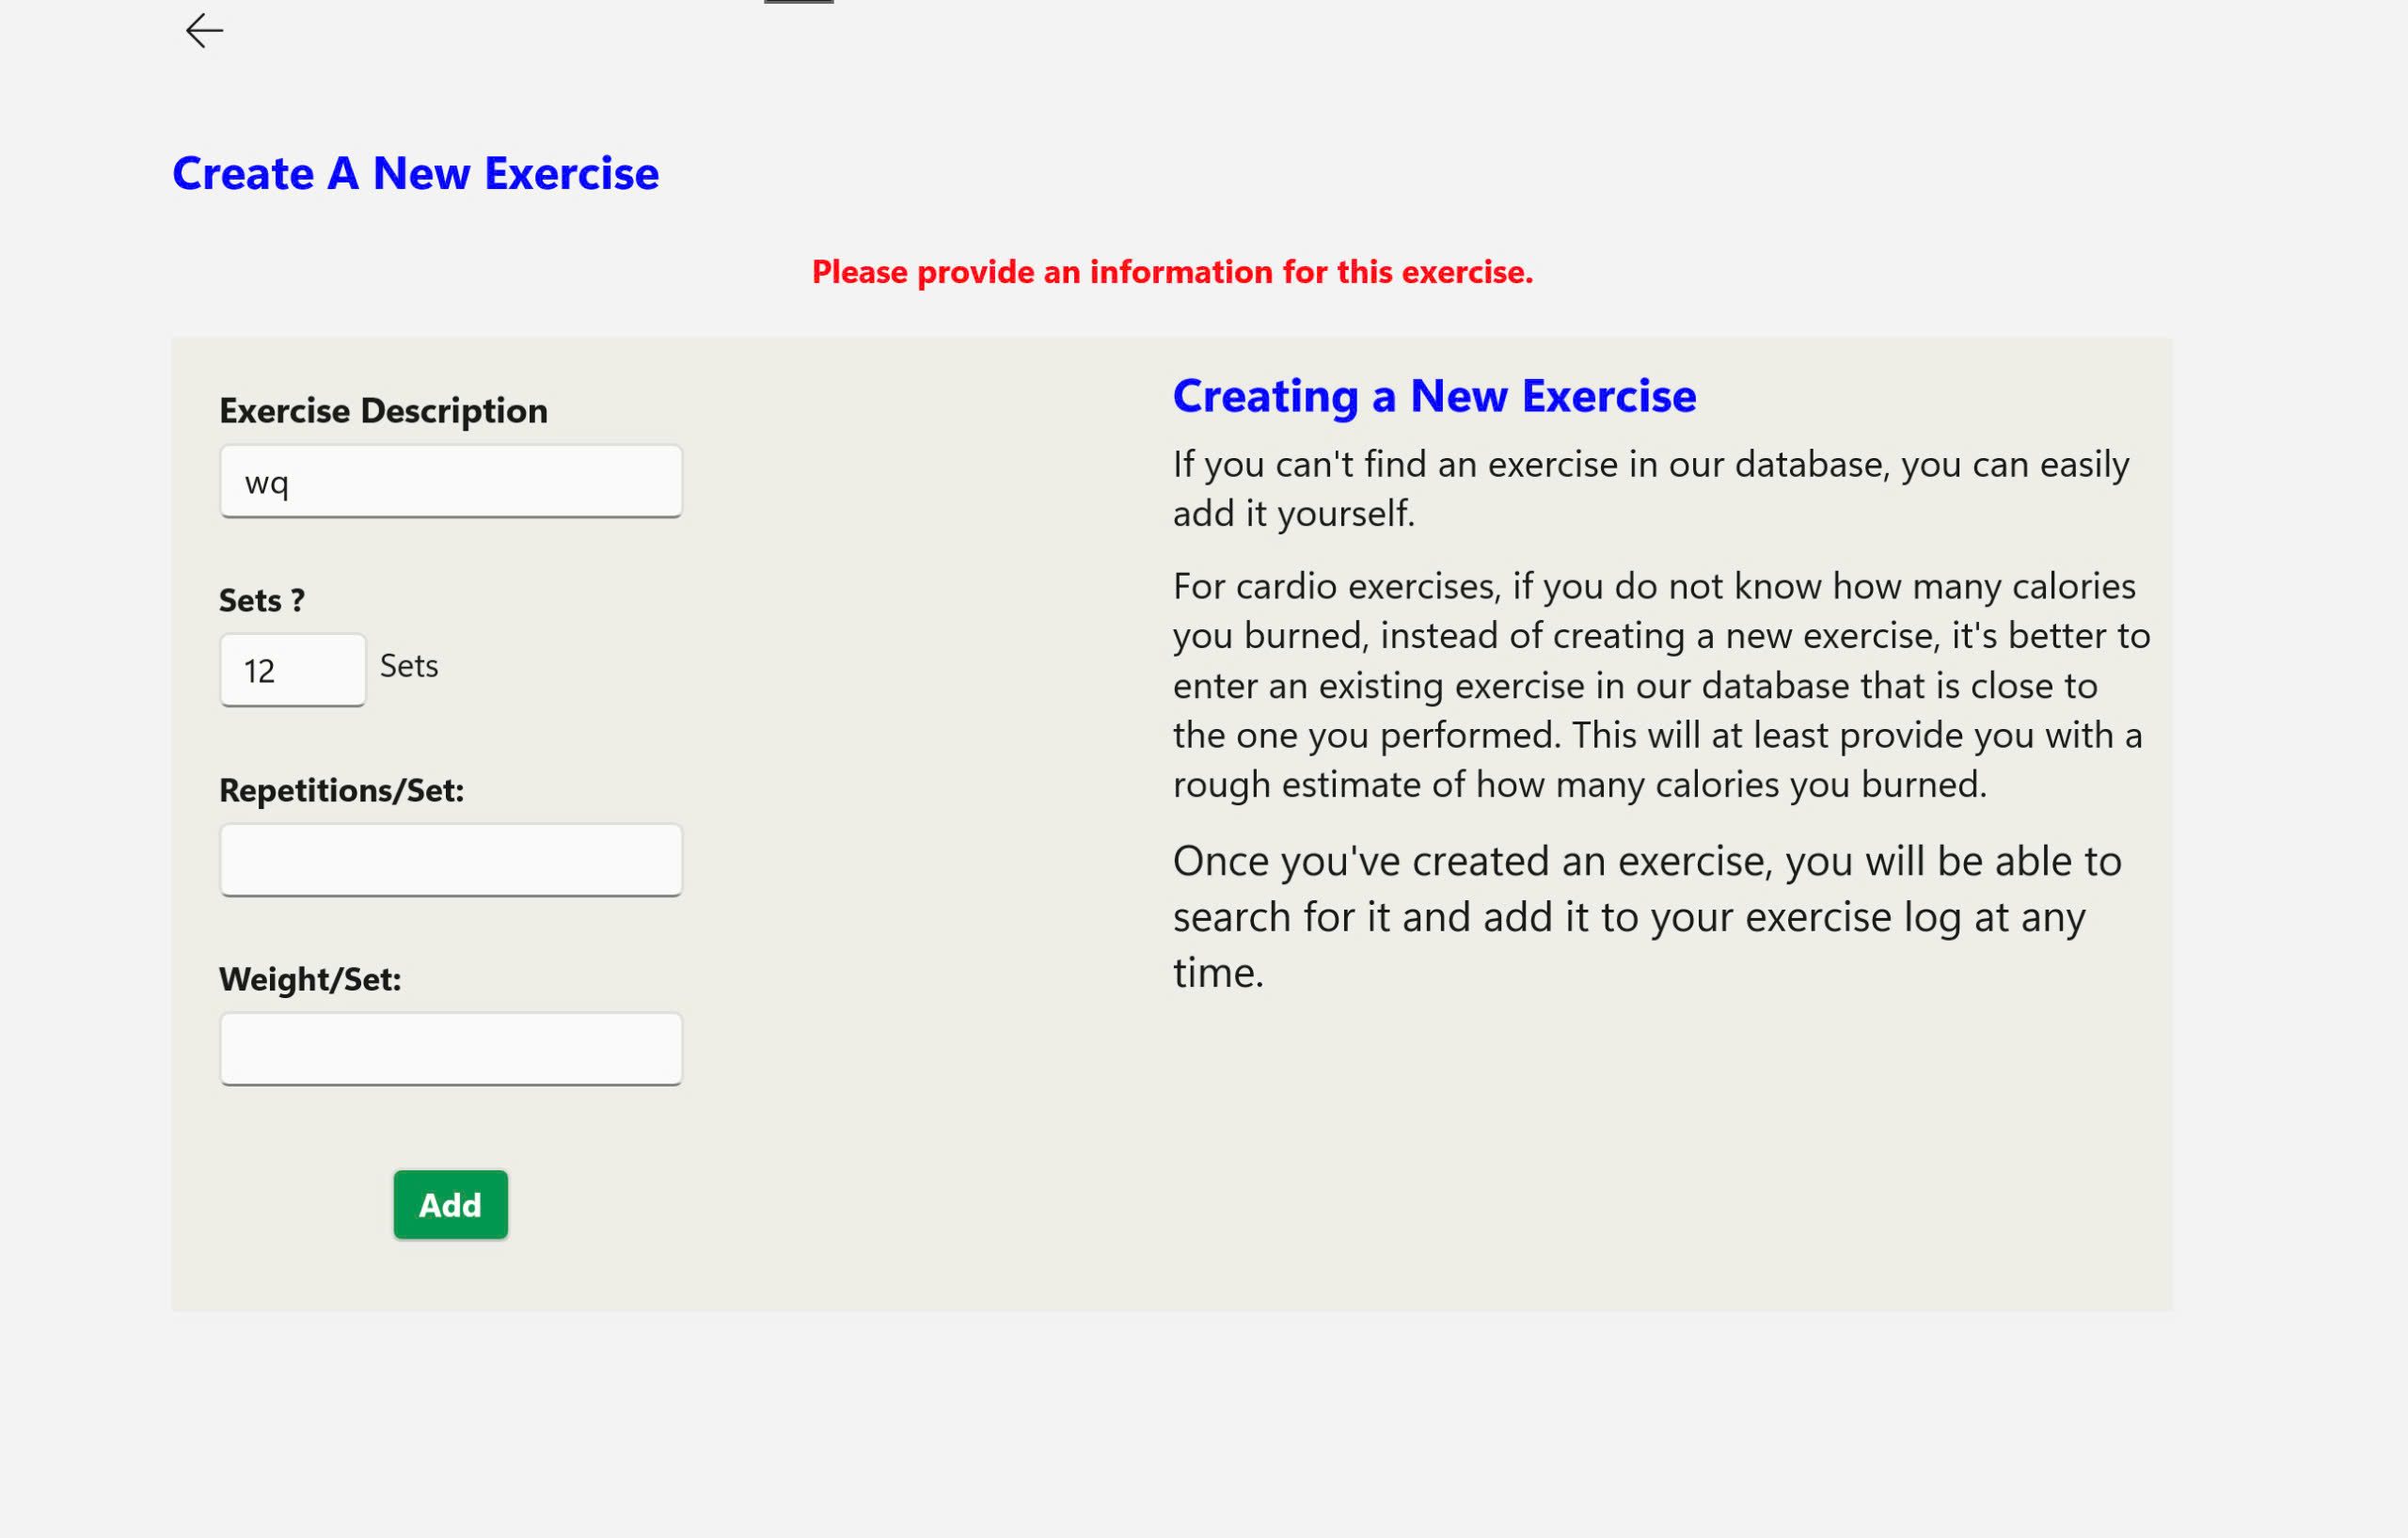 Create A New Exercise
Please provide an information for this exercise.
Exercise Description
wq
Sets ?
12 Sets
Repetitions/Set:
Weight/Set:
Add
Creating a New Exercise
If you can't find an exercise in our database, you can easily
add it yourself.
For cardio exercises, if you do not know how many calories
you burned, instead of creating a new exercise, it's better to
enter an existing exercise in our database that is close to
the one you performed. This will at least provide you with a
rough estimate of how many calories you burned.
Once you've created an exercise, you will be able to
search for it and add it to your exercise log at any
time.